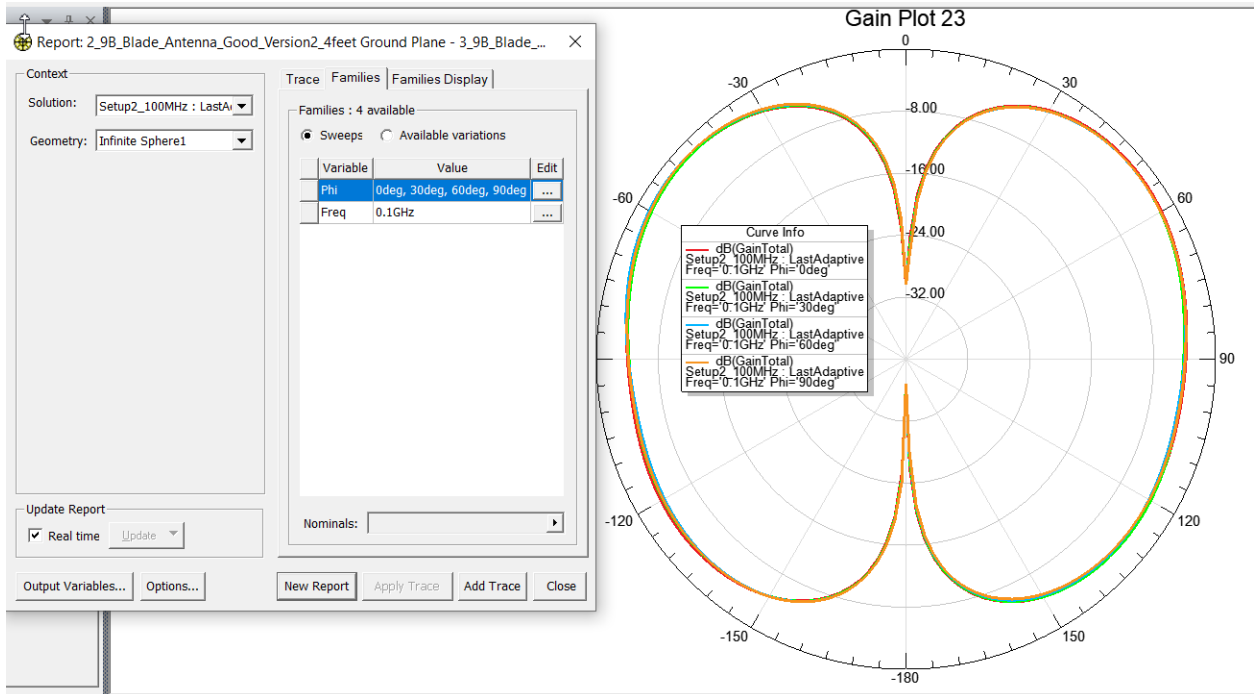 Report: 2_9B_Blade_Antenna_Good_Version2_4feet Ground Plane - 3_9B_Blade_...
Context
Solution: Setup2_100MHz : LastA
Geometry: Infinite Sphere1
Update Report
Real time
Update
Output Variables...
Options...
Trace
Families
Families Display
Families : 4 available
Sweeps
Available variations
Variable Value Edit
Phi 0deg, 30deg, 60deg, 90deg ...
Freq 0.1GHz ...
Nominals:
New Report
Apply Trace
Add Trace
Close
Gain Plot 23
0
-30
30
-8.00
-16.00
-60
60
-24.00
-32.00
90
-120
120
-150
150
-180
Curve Info
dB(GainTotal)
Setup2_100MHz : LastAdaptive
Freq='0.1GHz' Phi='0deg'
dB(GainTotal)
Setup2_100MHz : LastAdaptive
Freq='0.1GHz' Phi='30deg'
dB(GainTotal)
Setup2_100MHz : LastAdaptive
Freq='0.1GHz' Phi='60deg'
dB(GainTotal)
Setup2_100MHz : LastAdaptive
Freq='0.1GHz' Phi='90deg'